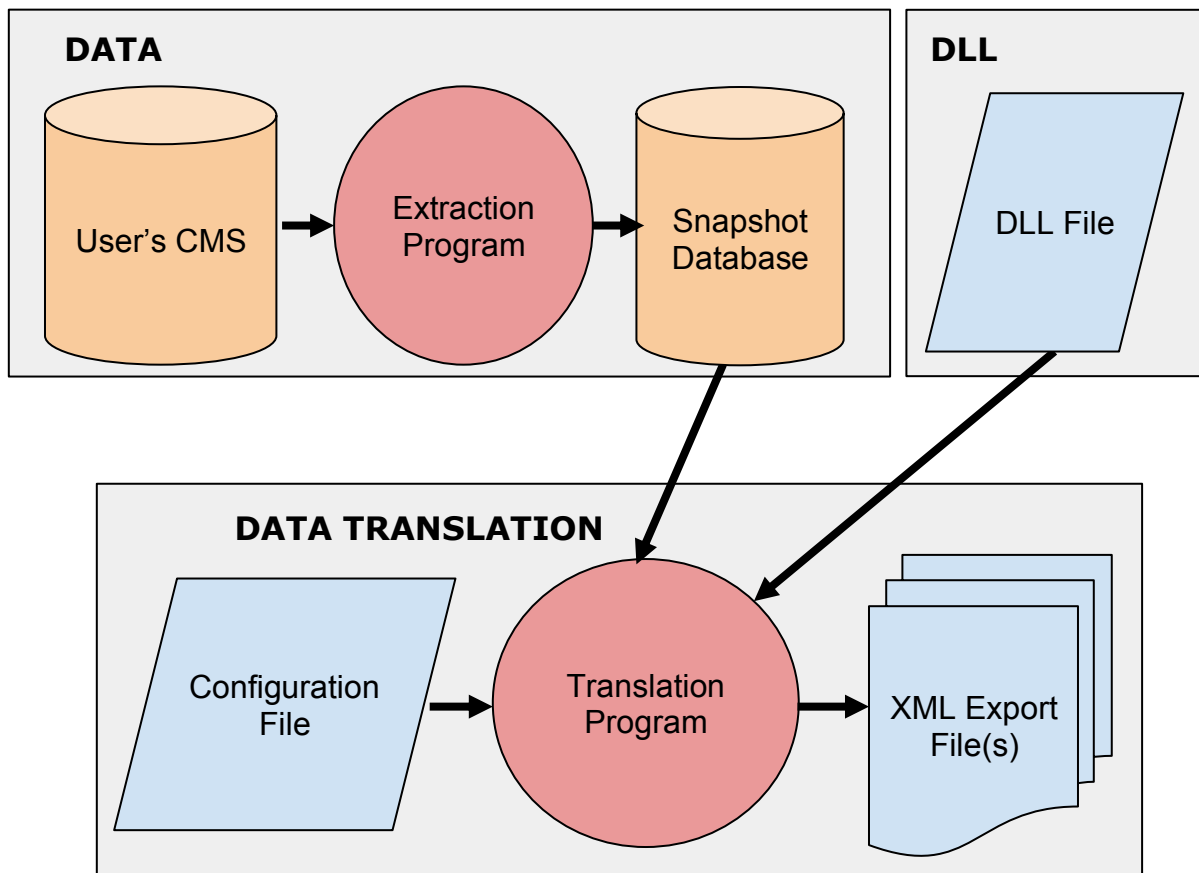 DATA
User's CMS
Extraction
Program
Snapshot
Database
DLL
DLL File
DATA TRANSLATION
Configuration
File
Translation
Program
XML Export
File(s)